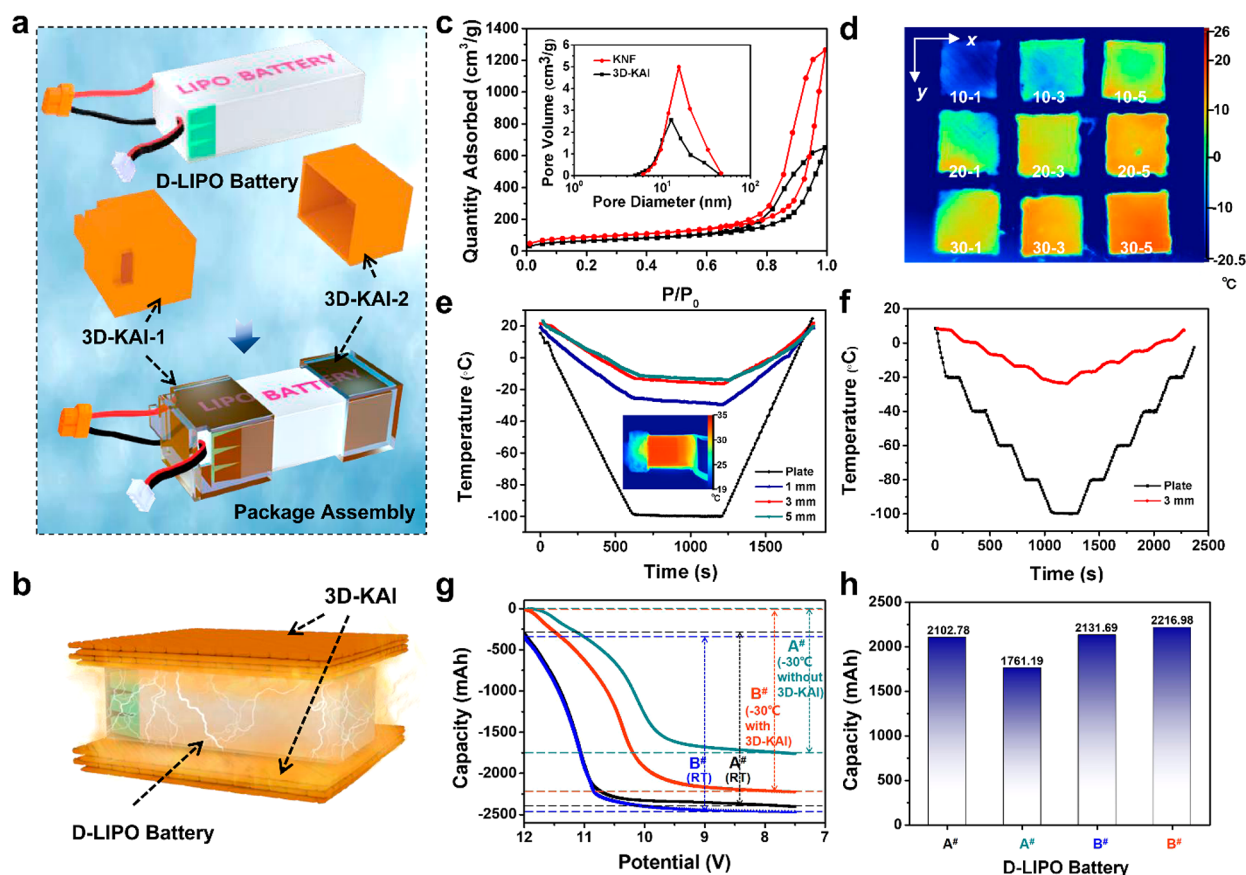 a
LIPO BATTERY
D-LIPO Battery
3D-KAI-2
3D-KAI-1
LIPO BATTERY
Package Assembly
b
3D-KAI
D-LIPO Battery
c
Quantity Adsorbed (cm³/g)
1400
1200
1000
800
600
400
200
0
0.0 0.2 0.4 0.6 0.8 1.0
P/P₀
Pore Volume (cm³/g)
6
5
4
3
2
1
0
10⁰ 10¹ 10²
Pore Diameter (nm)
KNF
3D-KAI
d
x
y
10-1 10-3 10-5
20-1 20-3 20-5
30-1 30-3 30-5
26
20
10
0
-10
-20.5
℃
e
Temperature (°C)
20
0
-20
-40
-60
-80
-100
0 500 1000 1500
Time (s)
35
30
25
19
℃
Plate
1 mm
3 mm
5 mm
f
Temperature (°C)
20
0
-20
-40
-60
-80
-100
0 500 1000 1500 2000 2500
Time (s)
Plate
3 mm
g
Capacity (mAh)
0
-500
-1000
-1500
-2000
-2500
12 11 10 9 8 7
Potential (V)
A#
(-30℃
without
3D-KAI)
B#
(-30℃
with
3D-KAI)
B#
(RT)
A#
(RT)
h
Capacity (mAh)
2500
2000
1500
1000
500
0
2102.78
1761.19
2131.69
2216.98
A# A# B# B#
D-LIPO Battery